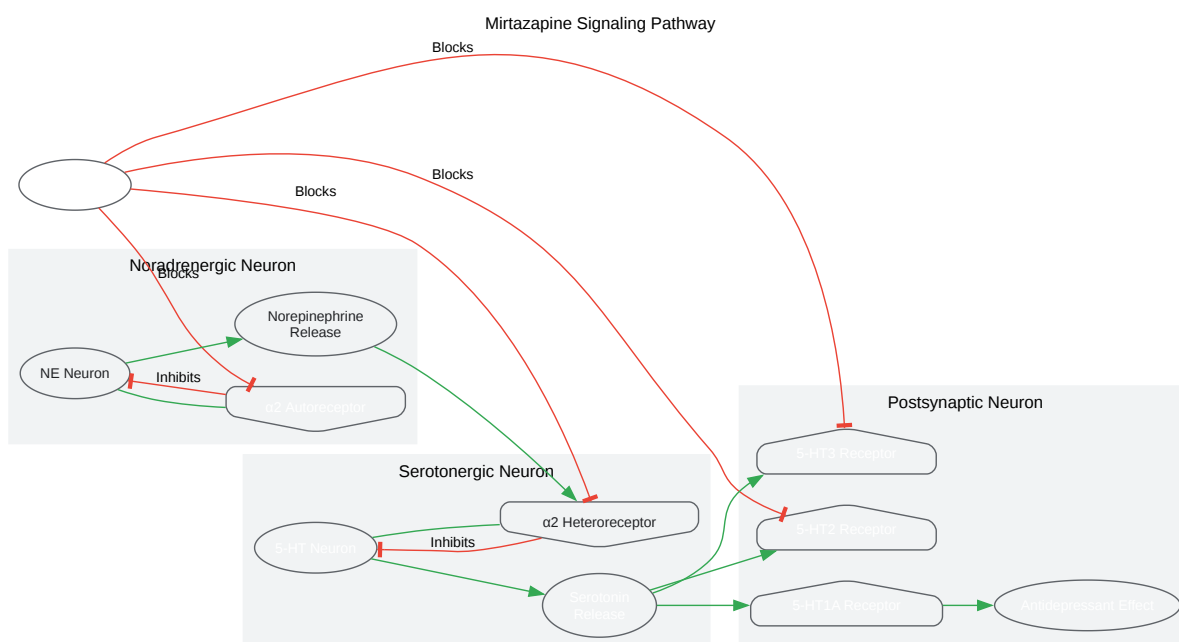 Mirtazapine Signaling Pathway
Blocks
Blocks
Blocks
Blocks
Noradrenergic Neuron
Norepinephrine
Release
NE Neuron
Inhibits
α2 Autoreceptor
Postsynaptic Neuron
5-HT3 Receptor
Serotonergic Neuron
α2 Heteroreceptor
5-HT2 Receptor
5-HT Neuron
Inhibits
Serotonin
Release
5-HT1A Receptor
Antidepressant Effect